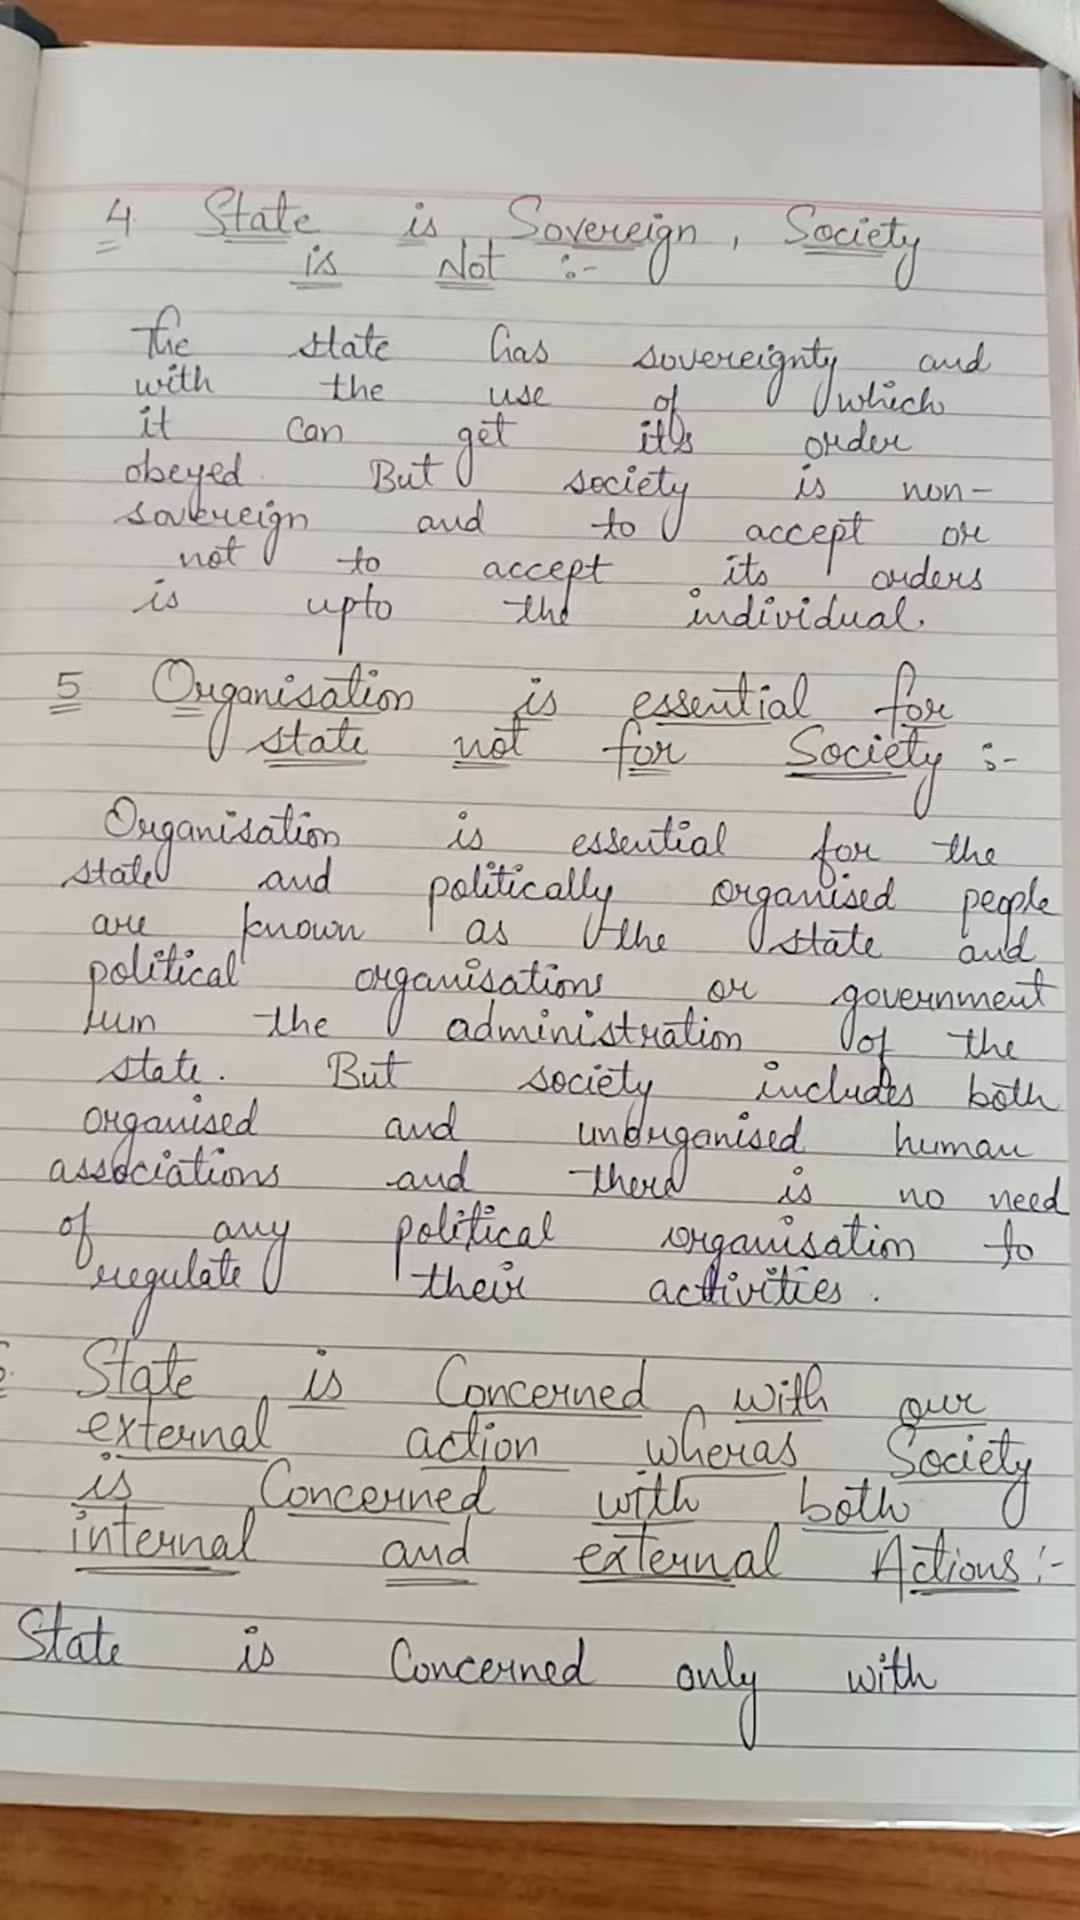 4. State is Sovereign, Society
is Not :-
The state has sovereignty and
with the use of which
it can get it's order
obeyed. But society is non-
sovereign and to accept or
not to accept its orders
is upto the individual.
5 Organisation is essential for
state not for Society :-
Organisation is essential for the
state and politically organised people
are known as the state and
political organisations or government
run the administration of the
state. But society includes both
organised and unorganised human
associations and there is no need
of any political organisation to
regulate their activities.
State is Concerned with our
external action wheras Society
is Concerned with both
internal and external Actions:-
State is Concerned only with